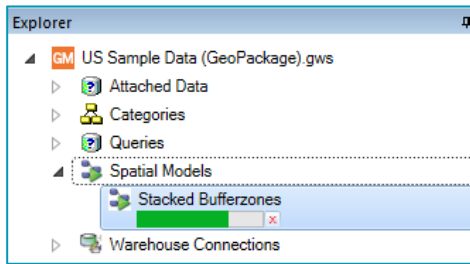 Explorer
GM US Sample Data (GeoPackage).gws
Attached Data
Categories
Queries
Spatial Models
Stacked Bufferzones
x
Warehouse Connections